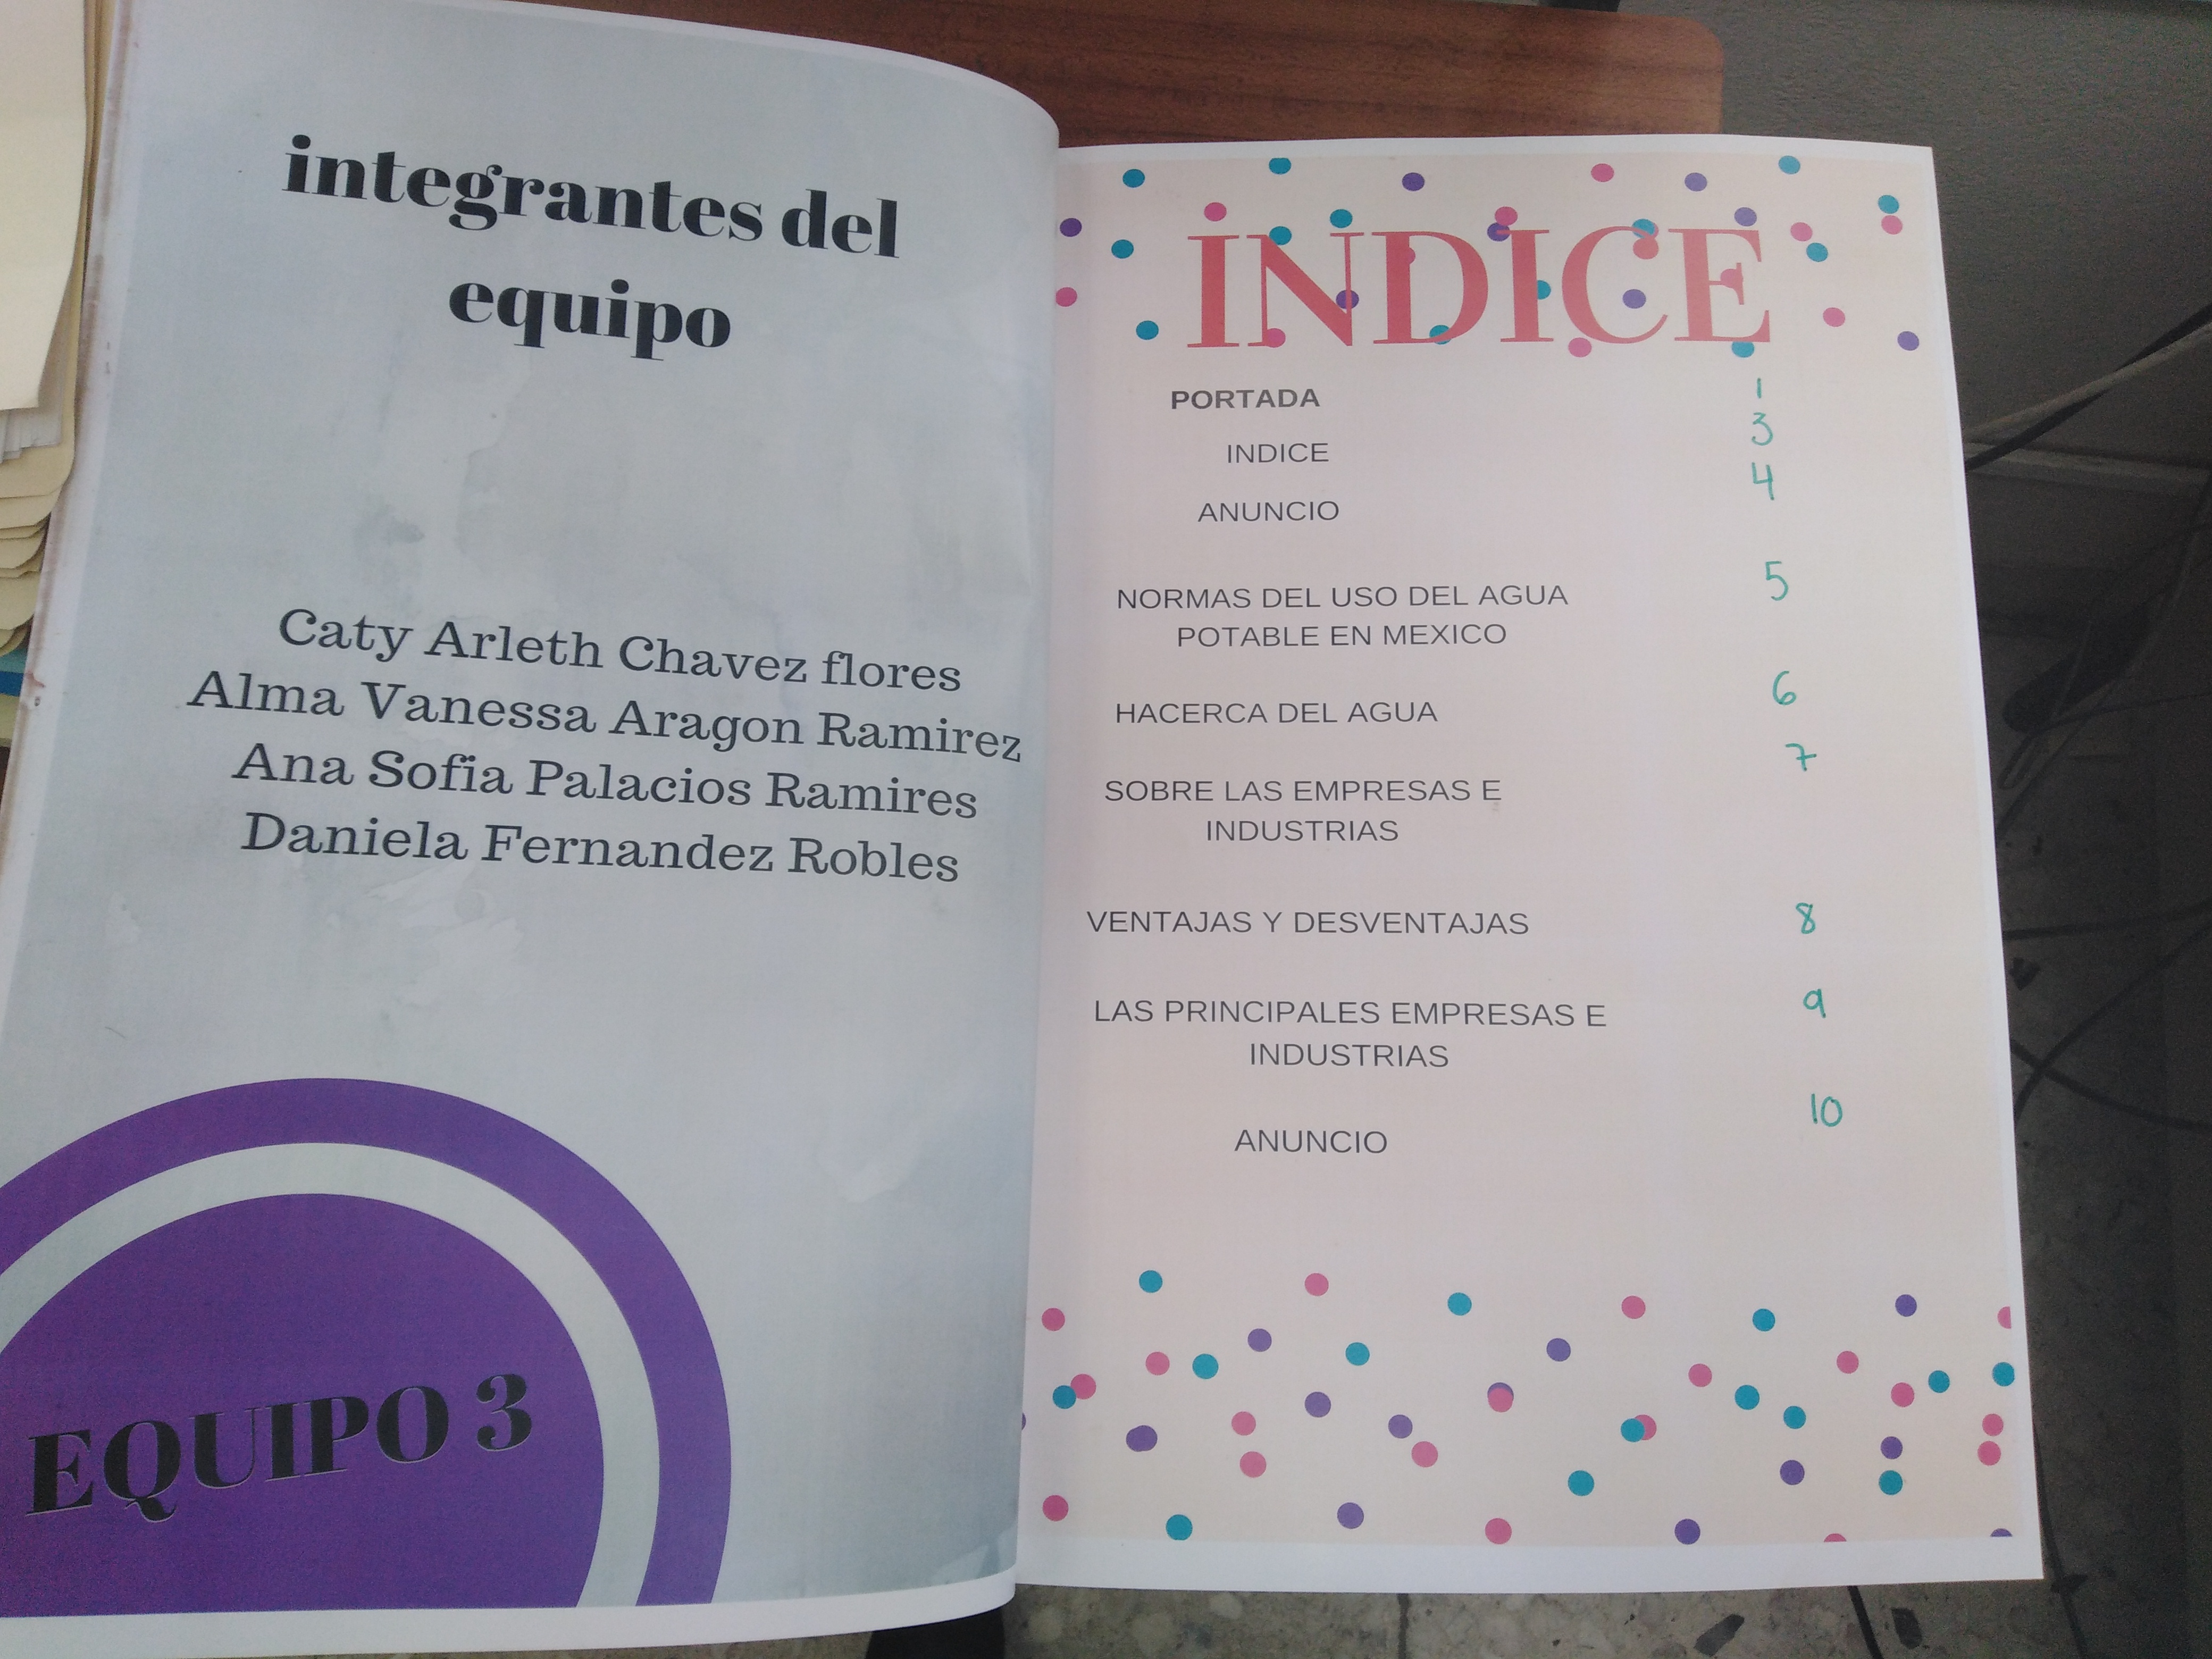 integrantes del
equipo
Caty Arleth Chavez flores
Alma Vanessa Aragon Ramirez
Ana Sofia Palacios Ramires
Daniela Fernandez Robles
EQUIPO 3
INDICE
PORTADA 1
INDICE 3
ANUNCIO 4
NORMAS DEL USO DEL AGUA 5
POTABLE EN MEXICO
HACERCA DEL AGUA 6
SOBRE LAS EMPRESAS E 7
INDUSTRIAS
VENTAJAS Y DESVENTAJAS 8
LAS PRINCIPALES EMPRESAS E 9
INDUSTRIAS
ANUNCIO 10